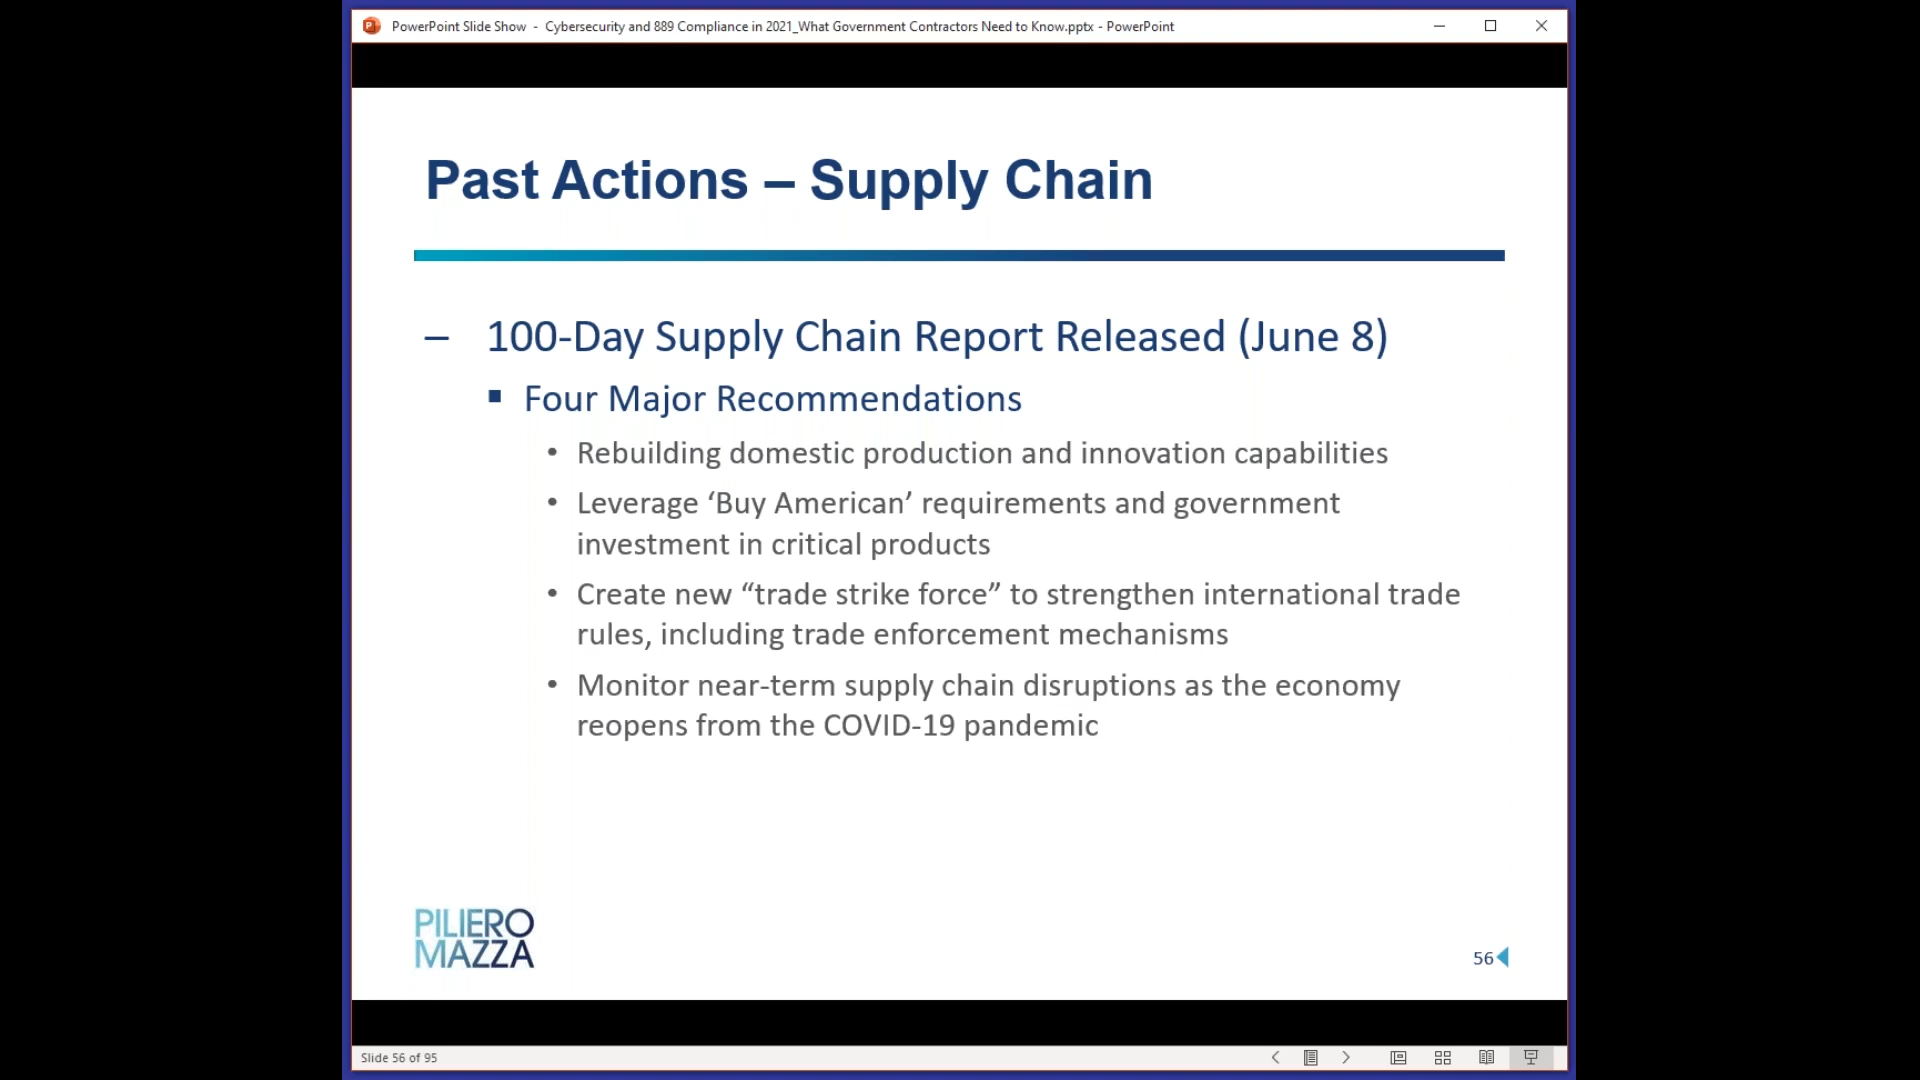 PowerPoint Slide Show - Cybersecurity and 889 Compliance in 2021_What Government Contractors Need to Know.pptx - PowerPoint
Past Actions – Supply Chain
– 100-Day Supply Chain Report Released (June 8)
▪ Four Major Recommendations
• Rebuilding domestic production and innovation capabilities
• Leverage ‘Buy American’ requirements and government
investment in critical products
• Create new “trade strike force” to strengthen international trade
rules, including trade enforcement mechanisms
• Monitor near-term supply chain disruptions as the economy
reopens from the COVID-19 pandemic
PILIERO
MAZZA
56
Slide 56 of 95